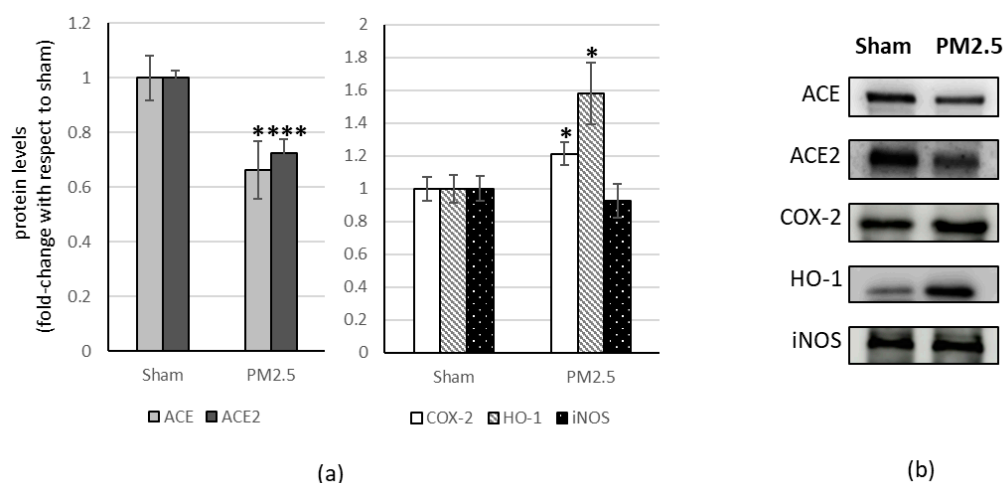 protein levels
(fold-change with respect to sham)
1.2
1
0.8
0.6
0.4
0.2
0
****
Sham PM2.5
ACE ACE2
2
1.8
1.6
1.4
1.2
1
0.8
0.6
0.4
0.2
0
*
*
Sham PM2.5
COX-2 HO-1 iNOS
(a)
Sham PM2.5
ACE
ACE2
COX-2
HO-1
iNOS
(b)